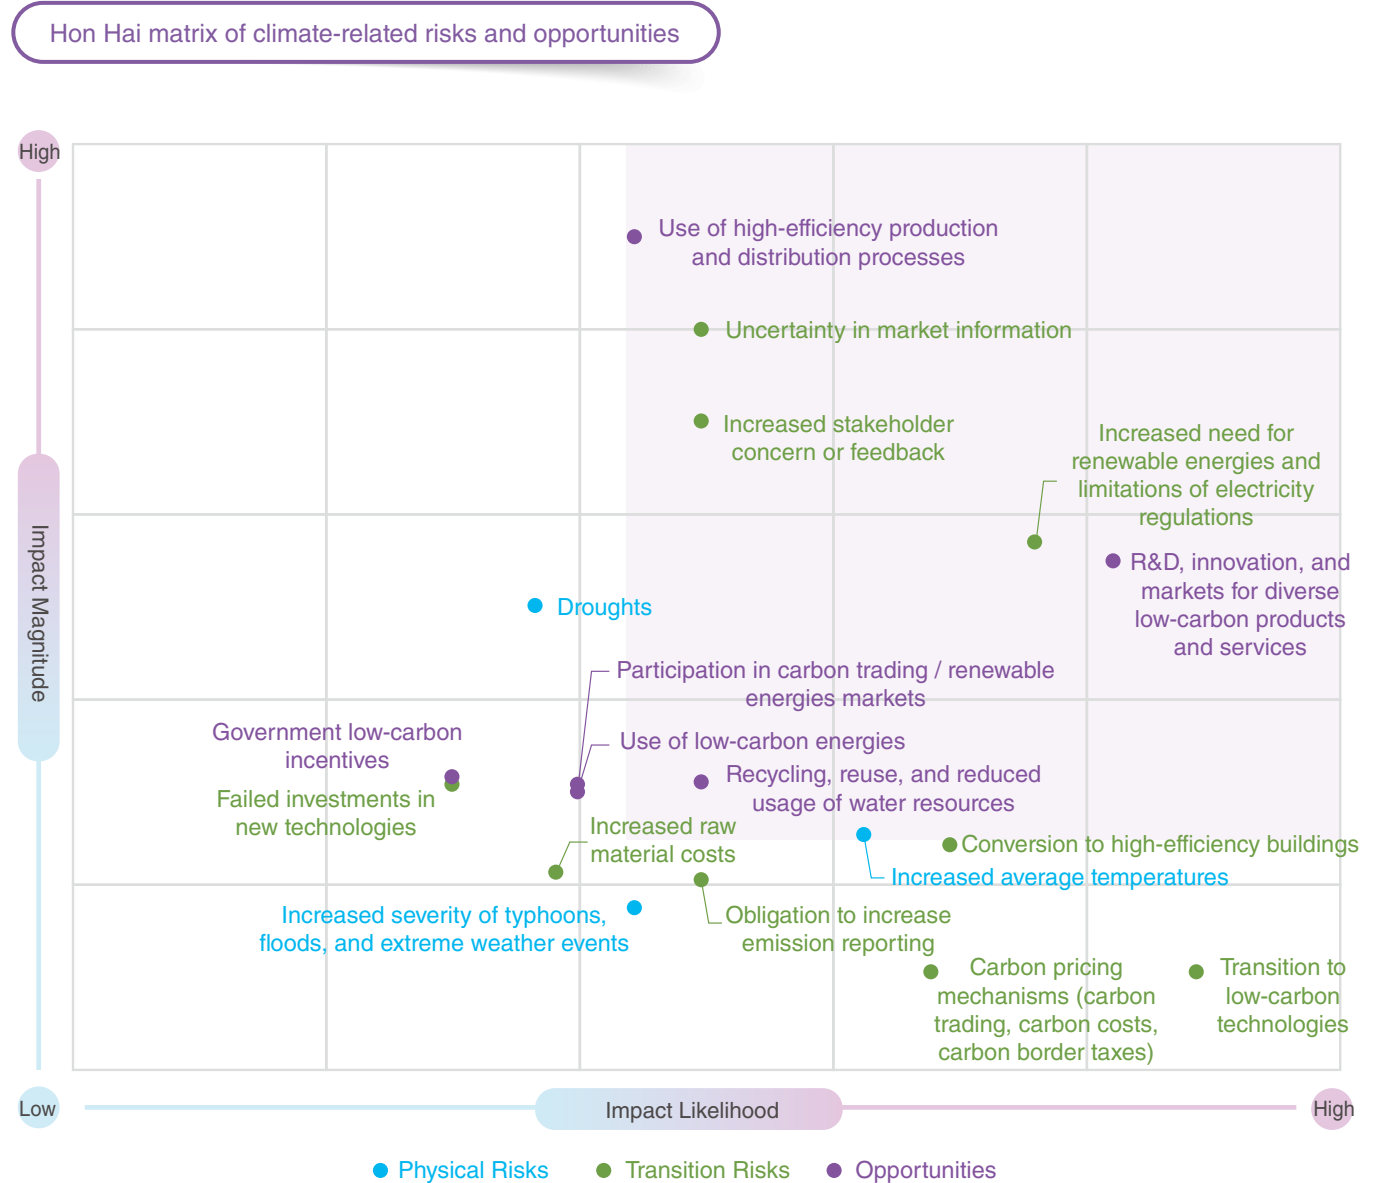 Hon Hai matrix of climate-related risks and opportunities
High
Use of high-efficiency production
and distribution processes
Uncertainty in market information
Increased stakeholder
concern or feedback
Increased need for
renewable energies and
limitations of electricity
regulations
Impact Magnitude
R&D, innovation, and
markets for diverse
low-carbon products
and services
Droughts
Participation in carbon trading / renewable
energies markets
Government low-carbon
incentives
Use of low-carbon energies
Recycling, reuse, and reduced
usage of water resources
Failed investments in
new technologies
Increased raw
material costs
Conversion to high-efficiency buildings
Increased average temperatures
Increased severity of typhoons,
floods, and extreme weather events
Obligation to increase
emission reporting
Carbon pricing
mechanisms (carbon
trading, carbon costs,
carbon border taxes)
Transition to
low-carbon
technologies
Low
Impact Likelihood
High
Physical Risks
Transition Risks
Opportunities